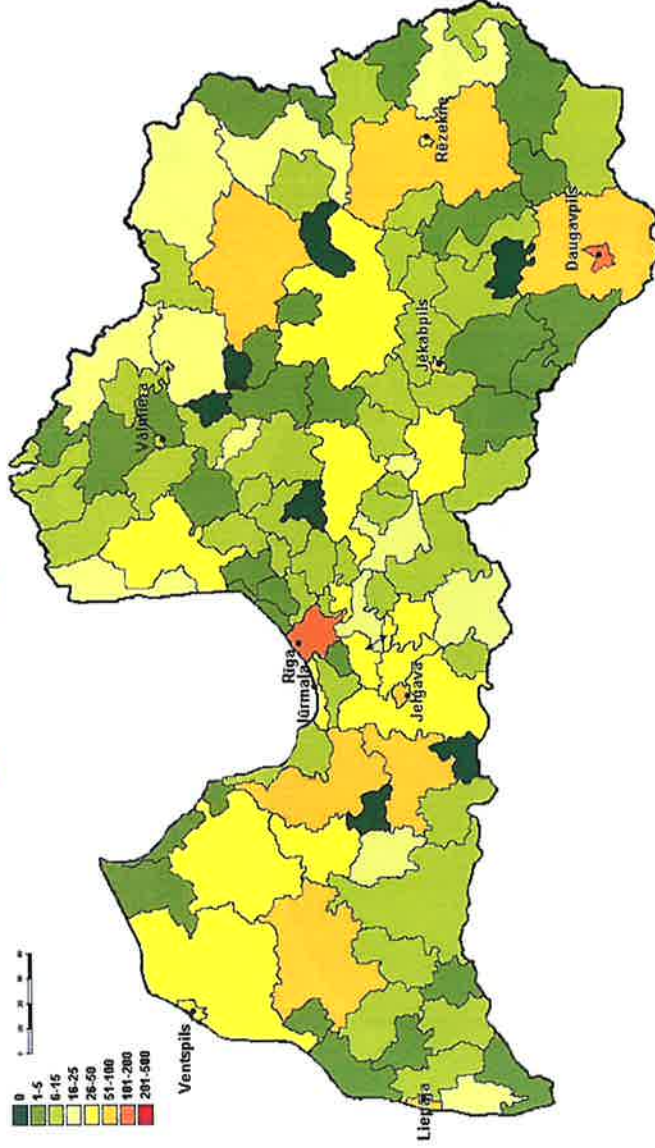 0
1-5
6-15
16-25
26-50
51-100
101-200
201-500
Ventspils
Liepāja
Rīga
Jūrmala
Jelgava
Valmiera
Jēkabpils
Rēzekne
Daugavpils